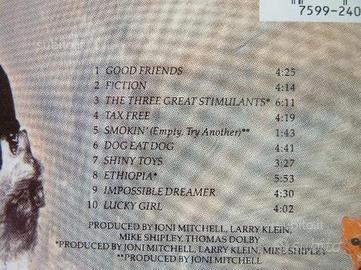 7599-240
1 GOOD FRIENDS 4:25
2 FICTION 4:14
3 THE THREE GREAT STIMULANTS* 6:11
4 TAX FREE 4:19
5 SMOKIN' (Empty, Try Another)** 1:43
6 DOG EAT DOG 4:41
7 SHINY TOYS 3:27
8 ETHIOPIA* 5:53
9 IMPOSSIBLE DREAMER 4:30
10 LUCKY GIRL 4:02
PRODUCED BY JONI MITCHELL, LARRY KLEIN,
MIKE SHIPLEY, THOMAS DOLBY
*PRODUCED BY JONI MITCHELL, LARRY KLEIN, MIKE SHIPLEY
**PRODUCED BY JONI MITCHELL